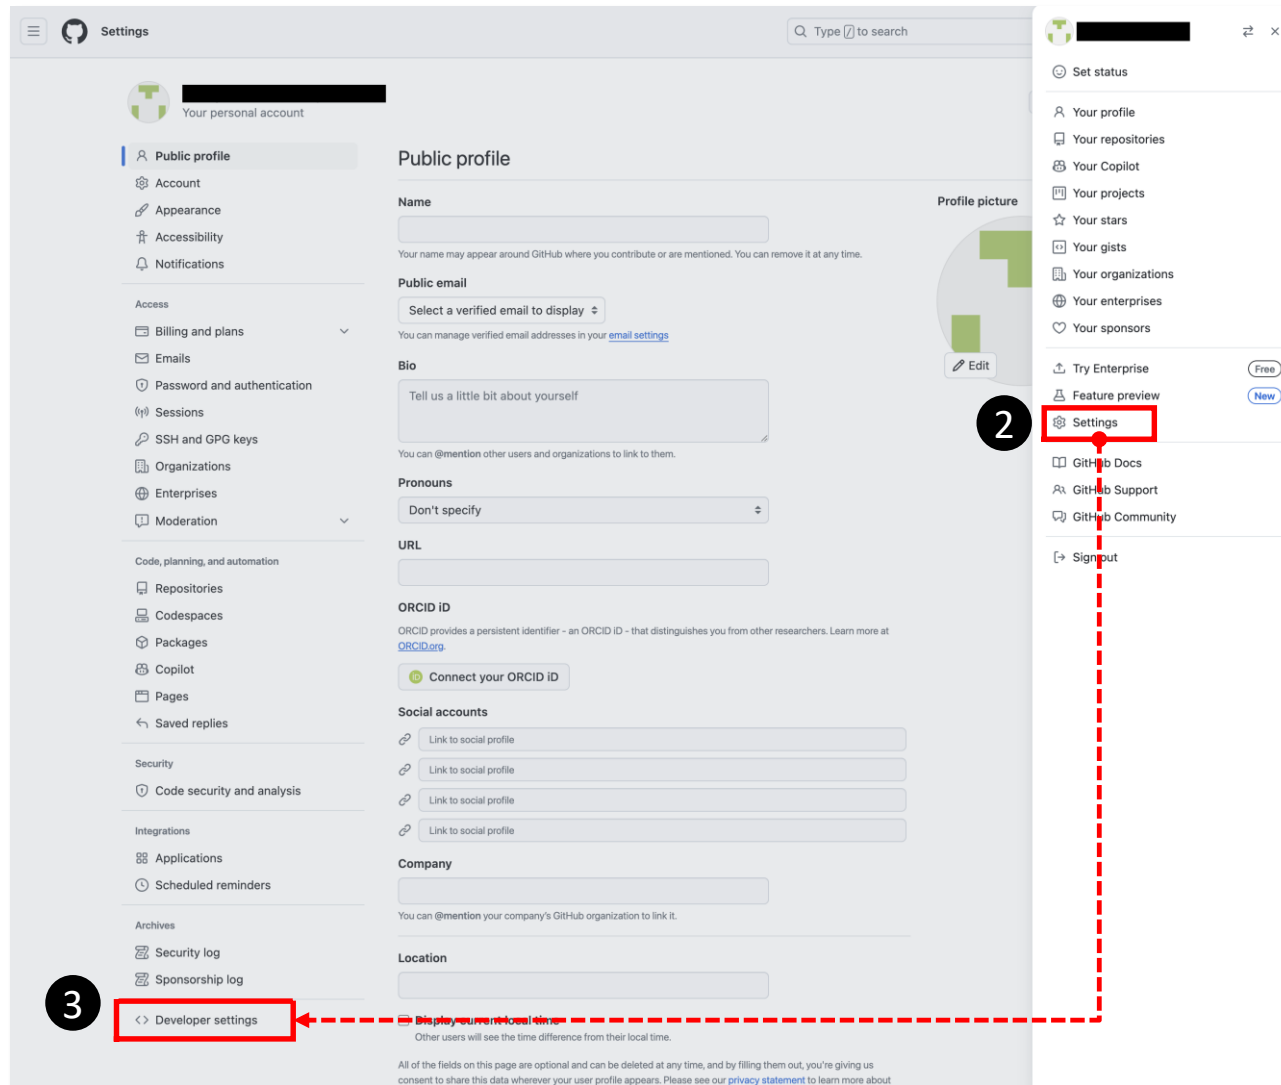 Settings
Type / to search
Your personal account
Public profile
Account
Appearance
Accessibility
Notifications
Access
Billing and plans
Emails
Password and authentication
Sessions
SSH and GPG keys
Organizations
Enterprises
Moderation
Code, planning, and automation
Repositories
Codespaces
Packages
Copilot
Pages
Saved replies
Security
Code security and analysis
Integrations
Applications
Scheduled reminders
Archives
Security log
Sponsorship log
3
Developer settings
Public profile
Name
Your name may appear around GitHub where you contribute or are mentioned. You can remove it at any time.
Public email
Select a verified email to display
You can manage verified email addresses in your email settings
Bio
Tell us a little bit about yourself
You can @mention other users and organizations to link to them.
Pronouns
Don't specify
URL
ORCID iD
ORCID provides a persistent identifier - an ORCID iD - that distinguishes you from other researchers. Learn more at
ORCID.org.
iD Connect your ORCID iD
Social accounts
Link to social profile
Link to social profile
Link to social profile
Link to social profile
Company
You can @mention your company's GitHub organization to link it.
Location
Display current local time
Other users will see the time difference from their local time.
All of the fields on this page are optional and can be deleted at any time, and by filling them out, you're giving us
consent to share this data wherever your user profile appears. Please see our privacy statement to learn more about
Profile picture
Edit
Set status
Your profile
Your repositories
Your Copilot
Your projects
Your stars
Your gists
Your organizations
Your enterprises
Your sponsors
Try Enterprise Free
Feature preview New
2
Settings
GitHub Docs
GitHub Support
GitHub Community
Sign out